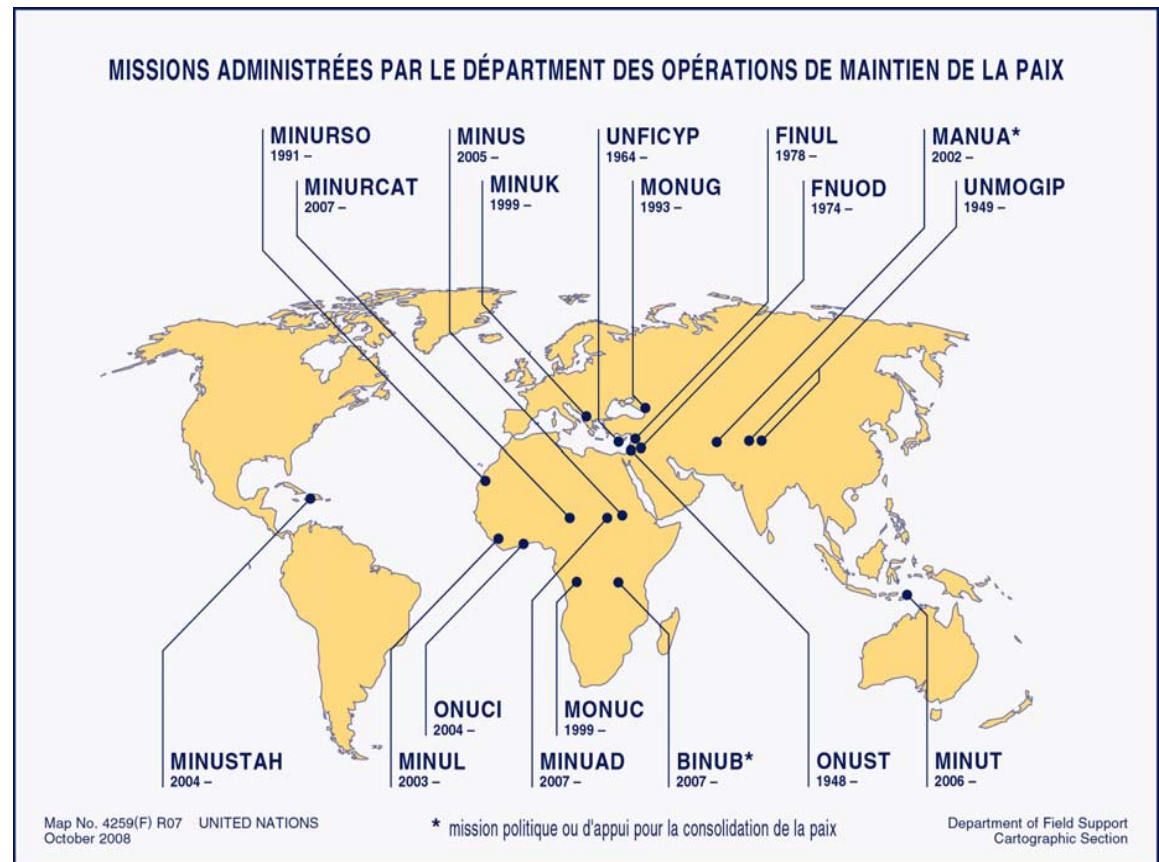 MISSIONS ADMINISTRÉES PAR LE DÉPARTMENT DES OPÉRATIONS DE MAINTIEN DE LA PAIX
MINURSO
1991 –
MINUS
2005 –
UNFICYP
1964 –
FINUL
1978 –
MANUA*
2002 –
MINURCAT
2007 –
MINUK
1999 –
MONUG
1993 –
FNUOD
1974 –
UNMOGIP
1949 –
ONUCI
2004 –
MONUC
1999 –
MINUSTAH
2004 –
MINUL
2003 –
MINUAD
2007 –
BINUB*
2007 –
ONUST
1948 –
MINUT
2006 –
Map No. 4259(F) R07 UNITED NATIONS
October 2008
* mission politique ou d'appui pour la consolidation de la paix
Department of Field Support
Cartographic Section